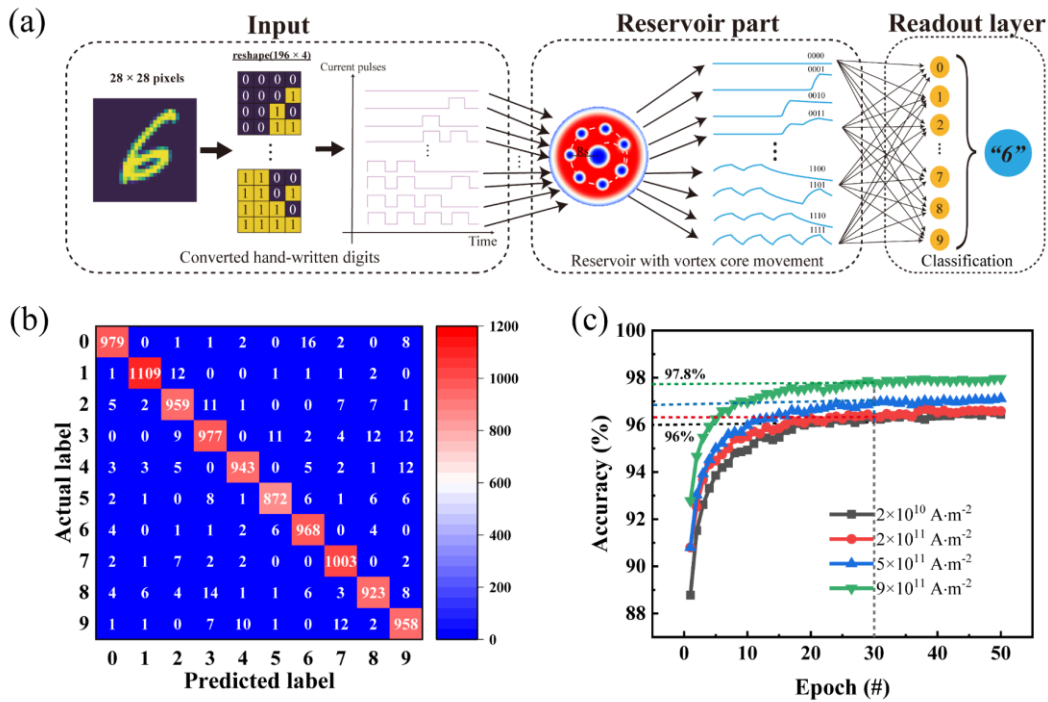 (a)
Input
Reservoir part
Readout layer
28 × 28 pixels
reshape(196 × 4)
0 0 0 0
0 0 0 1
0 0 1 0
0 0 1 1
1 1 0 0
1 1 0 1
1 1 1 0
1 1 1 1
Current pulses
Time
Converted hand-written digits
0000
0001
0010
0011
1100
1101
1110
1111
Reservoir with vortex core movement
0
1
2
7
8
9
“6”
Classification
(b)
Actual label
0 979 0 1 1 2 0 16 2 0 8
1 1 1109 12 0 0 1 1 1 2 0
2 5 2 959 11 1 0 0 7 7 1
3 0 0 9 977 0 11 2 4 12 12
4 3 3 5 0 943 0 5 2 1 12
5 2 1 0 8 1 872 6 1 6 6
6 4 0 1 1 2 6 968 0 4 0
7 2 1 7 2 2 0 0 1003 0 2
8 4 6 4 14 1 1 6 3 923 8
9 1 1 0 7 10 1 0 12 2 958
0 1 2 3 4 5 6 7 8 9
Predicted label
1200
1000
800
600
400
200
0
(c)
Accuracy (%)
100
98
96
94
92
90
88
97.8%
96%
2×10¹⁰ A·m⁻²
2×10¹¹ A·m⁻²
5×10¹¹ A·m⁻²
9×10¹¹ A·m⁻²
0 10 20 30 40 50
Epoch (#)